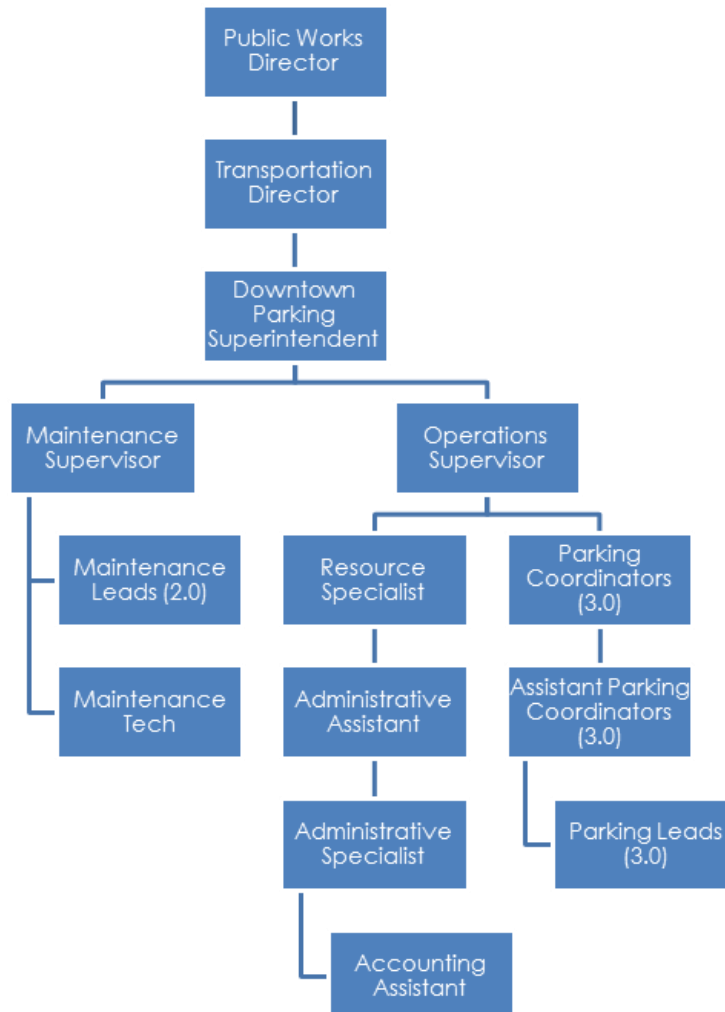 Public Works
Director
Transportation
Director
Downtown
Parking
Superintendent
Maintenance
Supervisor
Operations
Supervisor
Maintenance
Leads (2.0)
Resource
Specialist
Parking
Coordinators
(3.0)
Maintenance
Tech
Administrative
Assistant
Assistant Parking
Coordinators
(3.0)
Administrative
Specialist
Parking Leads
(3.0)
Accounting
Assistant